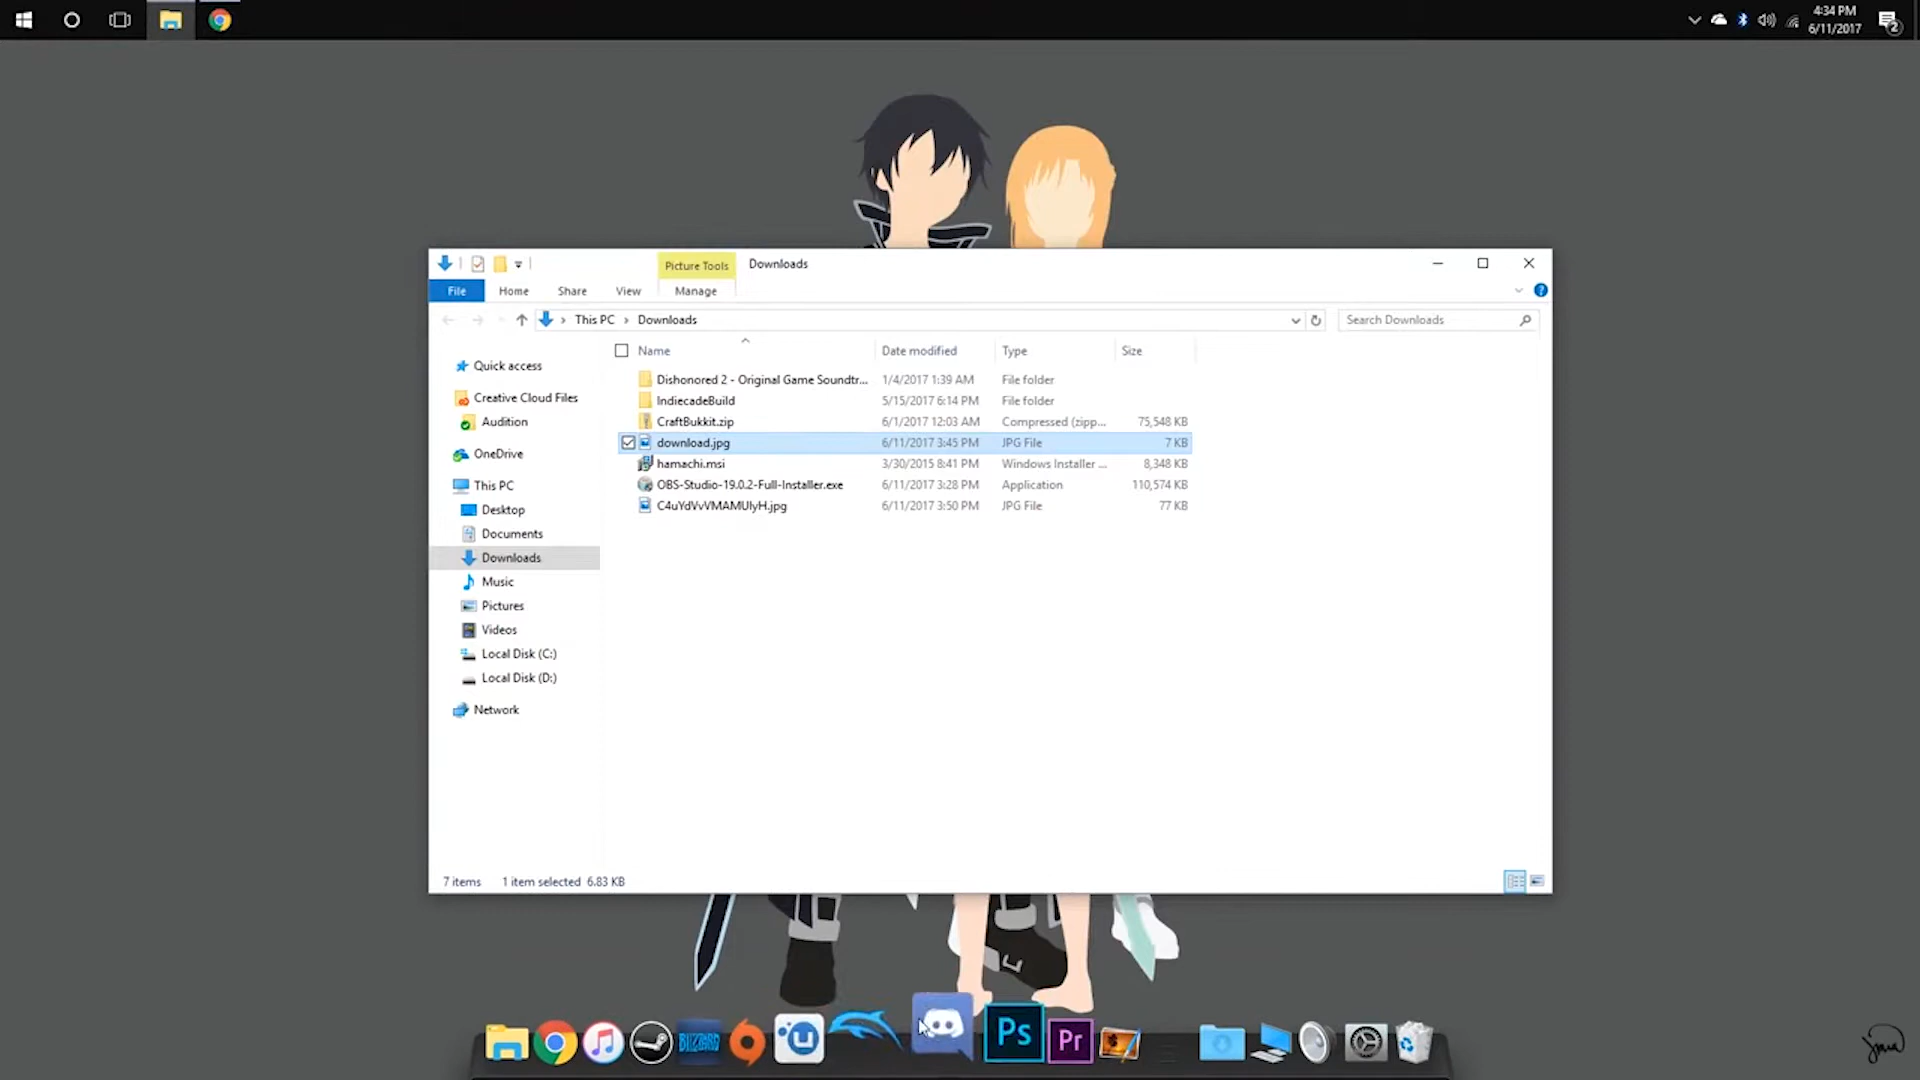 4:34 PM
6/11/2017
2
Picture Tools Downloads
File Home Share View Manage
This PC Downloads Search Downloads
Name Date modified Type Size
Quick access
Creative Cloud Files
Audition
OneDrive
This PC
Desktop
Documents
Downloads
Music
Pictures
Videos
Local Disk (C:)
Local Disk (D:)
Network
Dishonored 2 - Original Game Soundtr... 1/4/2017 1:39 AM File folder
IndiecadeBuild 5/15/2017 6:14 PM File folder
CraftBukkit.zip 6/1/2017 12:03 AM Compressed (zipp... 75,548 KB
download.jpg 6/11/2017 3:45 PM JPG File 7 KB
hamachi.msi 3/30/2015 8:41 PM Windows Installer ... 8,348 KB
OBS-Studio-19.0.2-Full-Installer.exe 6/11/2017 3:28 PM Application 110,574 KB
6/11/2017 3:50 PM JPG File 77 KB
7 items 1 item selected 6.83 KB
BLIZZARD
Ps
Pr